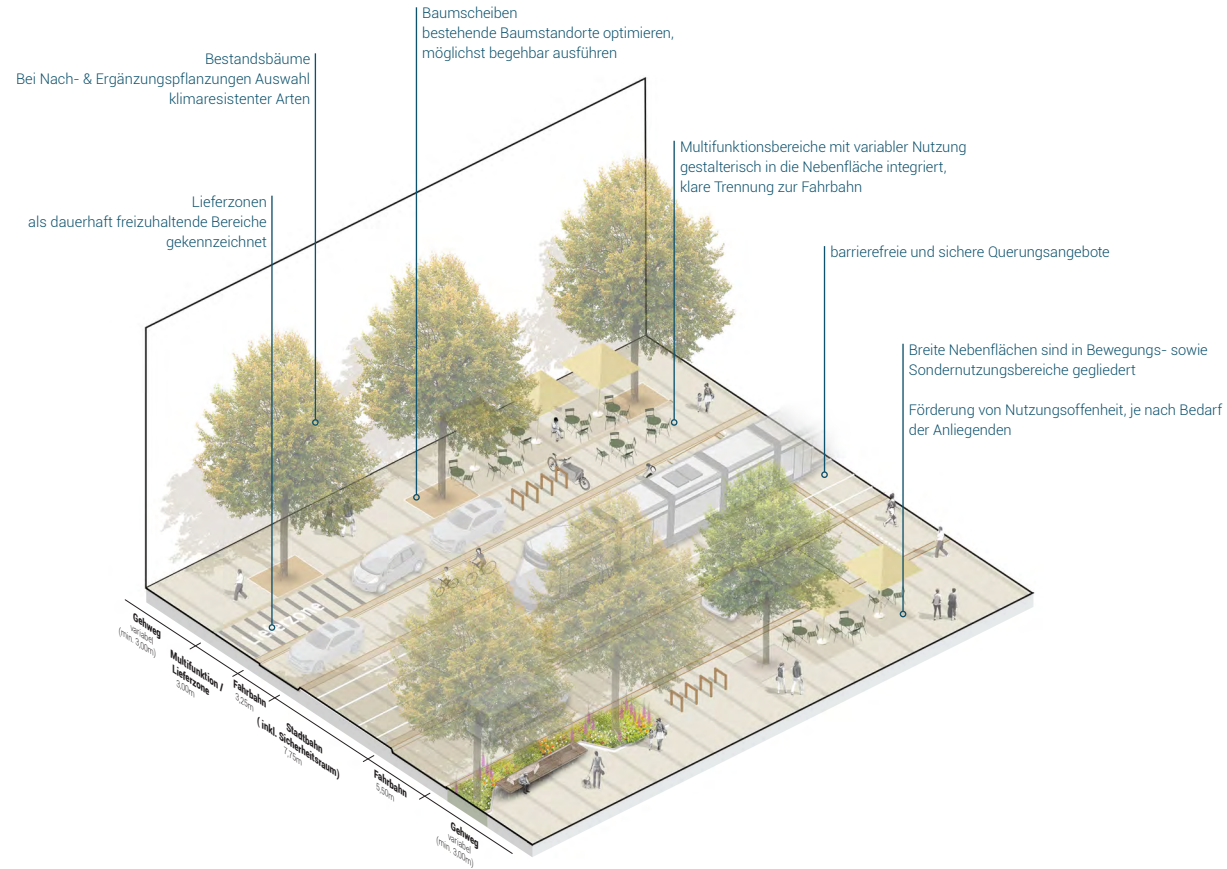 Baumscheiben
bestehende Baumstandorte optimieren,
möglichst begehbar ausführen
Bestandsbäume
Bei Nach- & Ergänzungspflanzungen Auswahl
klimaresistenter Arten
Multifunktionsbereiche mit variabler Nutzung
gestalterisch in die Nebenfläche integriert,
klare Trennung zur Fahrbahn
Lieferzonen
als dauerhaft freizuhaltende Bereiche
gekennzeichnet
barrierefreie und sichere Querungsangebote
Breite Nebenflächen sind in Bewegungs- sowie
Sondernutzungsbereiche gegliedert
Förderung von Nutzungsoffenheit, je nach Bedarf
der Anliegenden
Lieferzone
Gehweg
variabel
(min. 3,00m)
Multifunktion /
Lieferzone
3,00m
Fahrbahn
3,25m
Stadtbahn
( inkl. Sicherheitsraum)
7,75m
Fahrbahn
5,50m
Gehweg
variabel
(min. 3,00m)